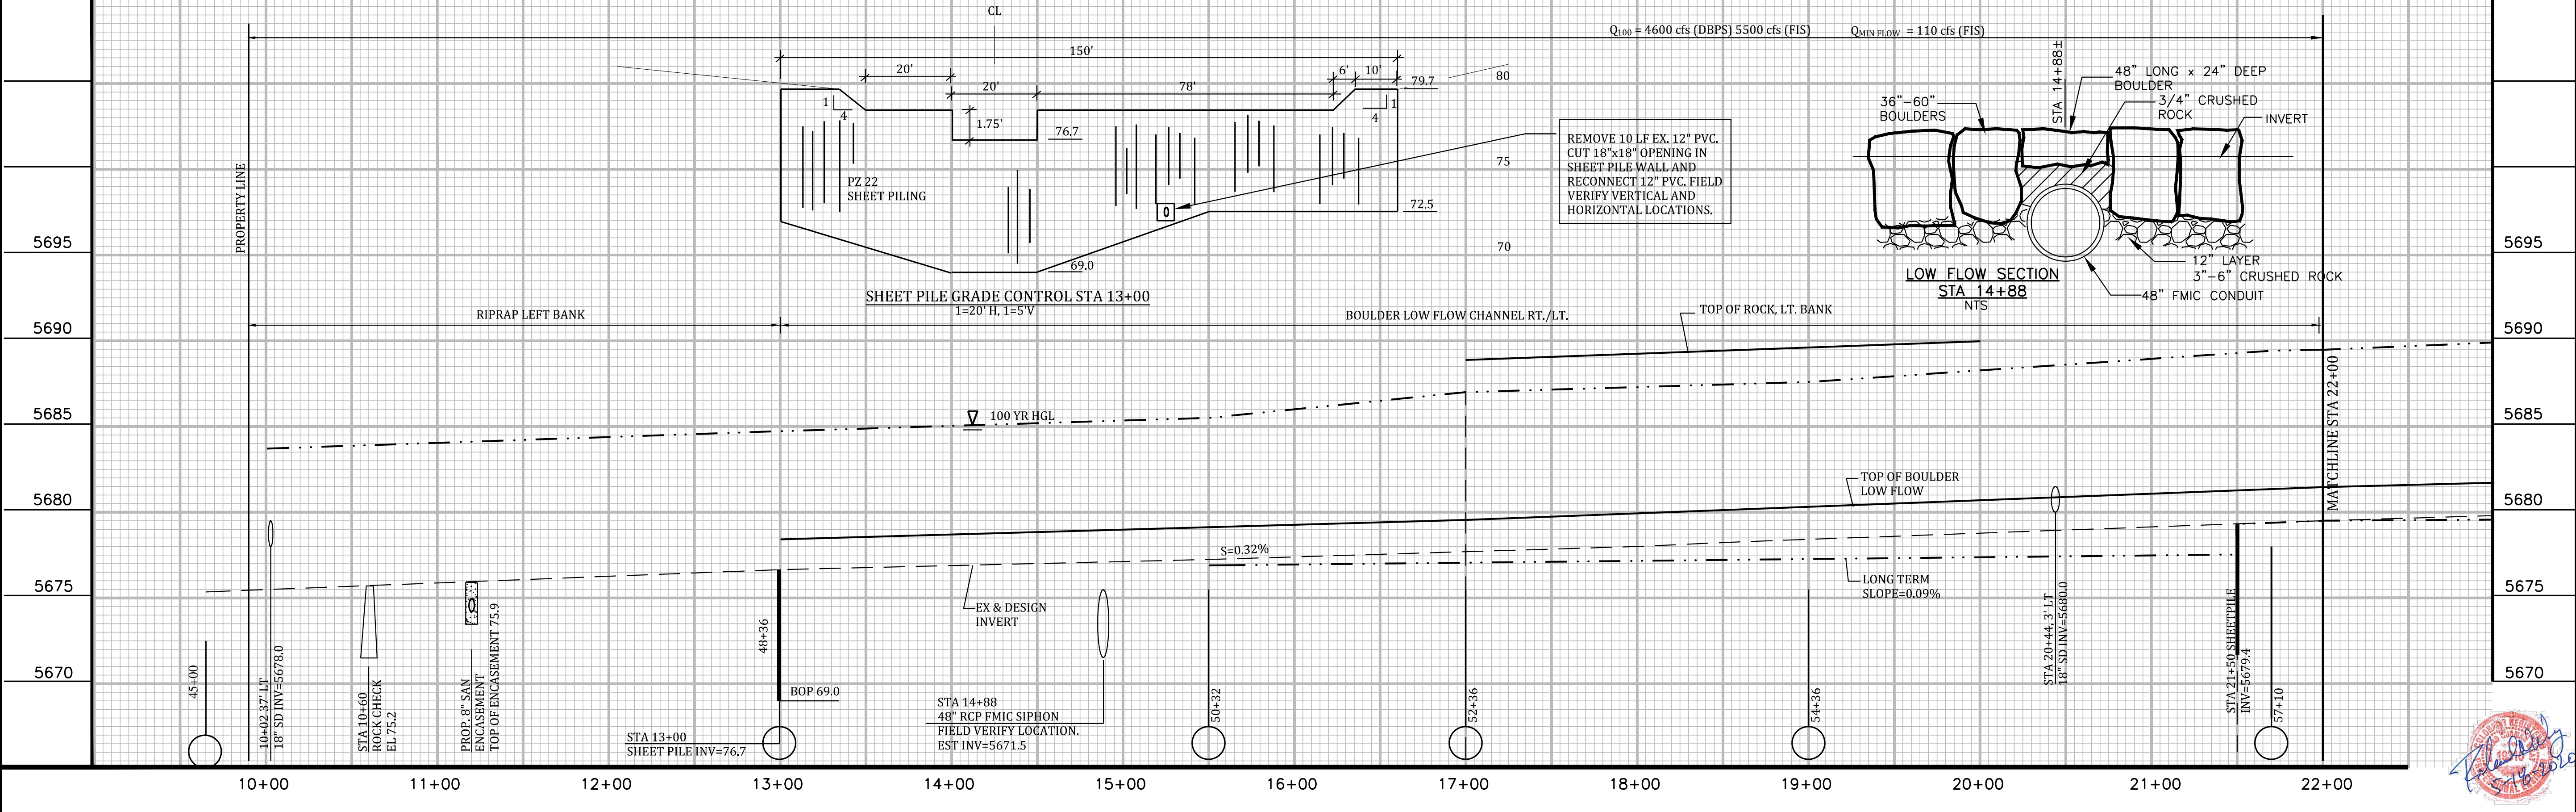 CL
Q100 = 4600 cfs (DBPS) 5500 cfs (FIS)
QMIN FLOW = 110 cfs (FIS)
150'
20'
20'
78'
6'
10'
79.7
80
1
4
1.75'
76.7
1
4
75
PZ 22
SHEET PILING
72.5
70
69.0
SHEET PILE GRADE CONTROL STA 13+00
1=20' H, 1=5'V
REMOVE 10 LF EX. 12" PVC.
CUT 18"x18" OPENING IN
SHEET PILE WALL AND
RECONNECT 12" PVC. FIELD
VERIFY VERTICAL AND
HORIZONTAL LOCATIONS.
STA 14+88±
48" LONG x 24" DEEP
BOULDER
36"-60"
BOULDERS
3/4" CRUSHED
ROCK
INVERT
12" LAYER
3"-6" CRUSHED ROCK
48" FMIC CONDUIT
LOW FLOW SECTION
STA 14+88
NTS
PROPERTY LINE
RIPRAP LEFT BANK
BOULDER LOW FLOW CHANNEL RT./LT.
TOP OF ROCK, LT. BANK
MATCHLINE STA 22+00
5695
5690
5685
5680
5675
5670
5695
5690
5685
5680
5675
5670
100 YR HGL
TOP OF BOULDER
LOW FLOW
S=0.32%
EX & DESIGN
INVERT
LONG TERM
SLOPE=0.09%
45+00
10+02 37' LT
18" SD INV=5678.0
STA 10+60
ROCK CHECK
EL 75.2
PROP. 8" SAN
ENCASEMENT
TOP OF ENCASEMENT 75.9
48+36
BOP 69.0
STA 13+00
SHEET PILE INV=76.7
STA 14+88
48" RCP FMIC SIPHON
FIELD VERIFY LOCATION.
EST INV=5671.5
50+32
52+36
54+36
STA 20+44, 3' LT
18" SD INV=5680.0
STA 21+50 SHEETPILE
INV=5679.4
57+10
10+00
11+00
12+00
13+00
14+00
15+00
16+00
17+00
18+00
19+00
20+00
21+00
22+00